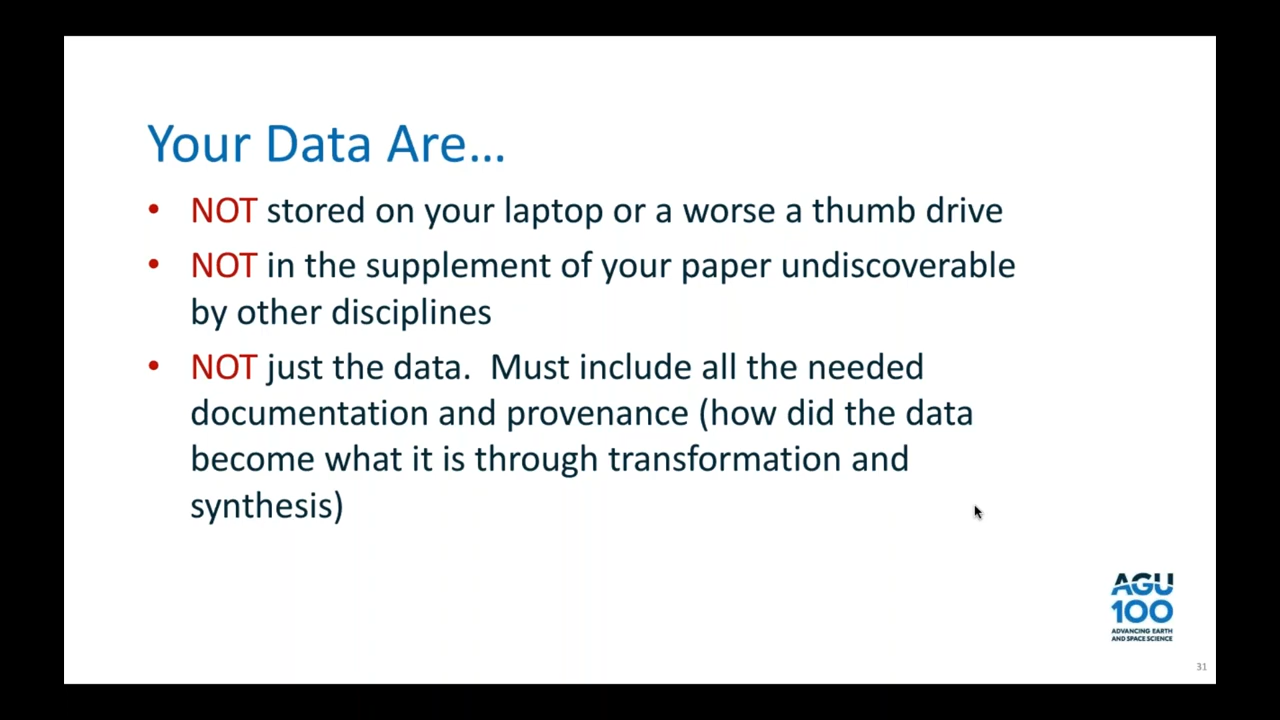 Your Data Are...
• NOT stored on your laptop or a worse a thumb drive
• NOT in the supplement of your paper undiscoverable
by other disciplines
• NOT just the data.  Must include all the needed
documentation and provenance (how did the data
become what it is through transformation and
synthesis)
AGU
100
ADVANCING EARTH
AND SPACE SCIENCE
31